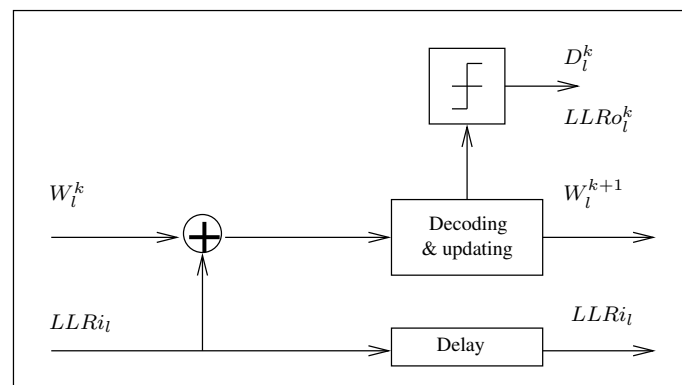 $D_l^k$
$LLRo_l^k$
$W_l^k$
$W_l^{k+1}$
Decoding
& updating
$LLRi_l$
$LLRi_l$
Delay